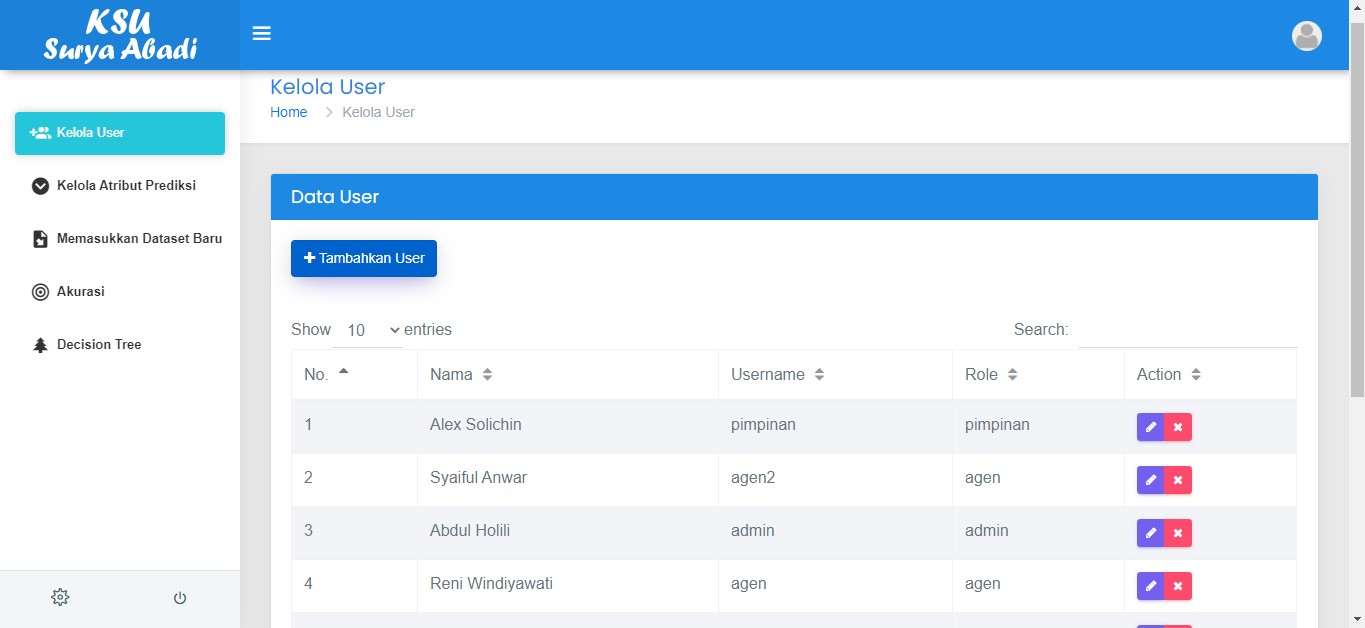 KSU
Surya Abadi
Kelola User
Home > Kelola User
Kelola User
Kelola Atribut Prediksi
Memasukkan Dataset Baru
Akurasi
Decision Tree
Data User
+ Tambahkan User
Show 10 entries Search:
No. Nama Username Role Action
1 Alex Solichin pimpinan pimpinan
2 Syaiful Anwar agen2 agen
3 Abdul Holili admin admin
4 Reni Windiyawati agen agen